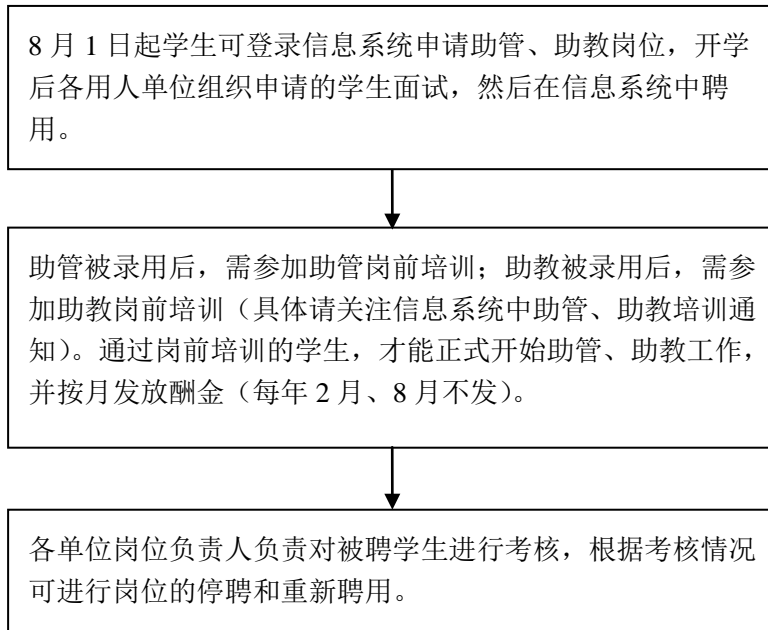 8 月 1 日起学生可登录信息系统申请助管、助教岗位，开学
后各用人单位组织申请的学生面试，然后在信息系统中聘
用。
助管被录用后，需参加助管岗前培训；助教被录用后，需参
加助教岗前培训（具体请关注信息系统中助管、助教培训通
知）。通过岗前培训的学生，才能正式开始助管、助教工作，
并按月发放酬金（每年 2 月、8 月不发）。
各单位岗位负责人负责对被聘学生进行考核，根据考核情况
可进行岗位的停聘和重新聘用。